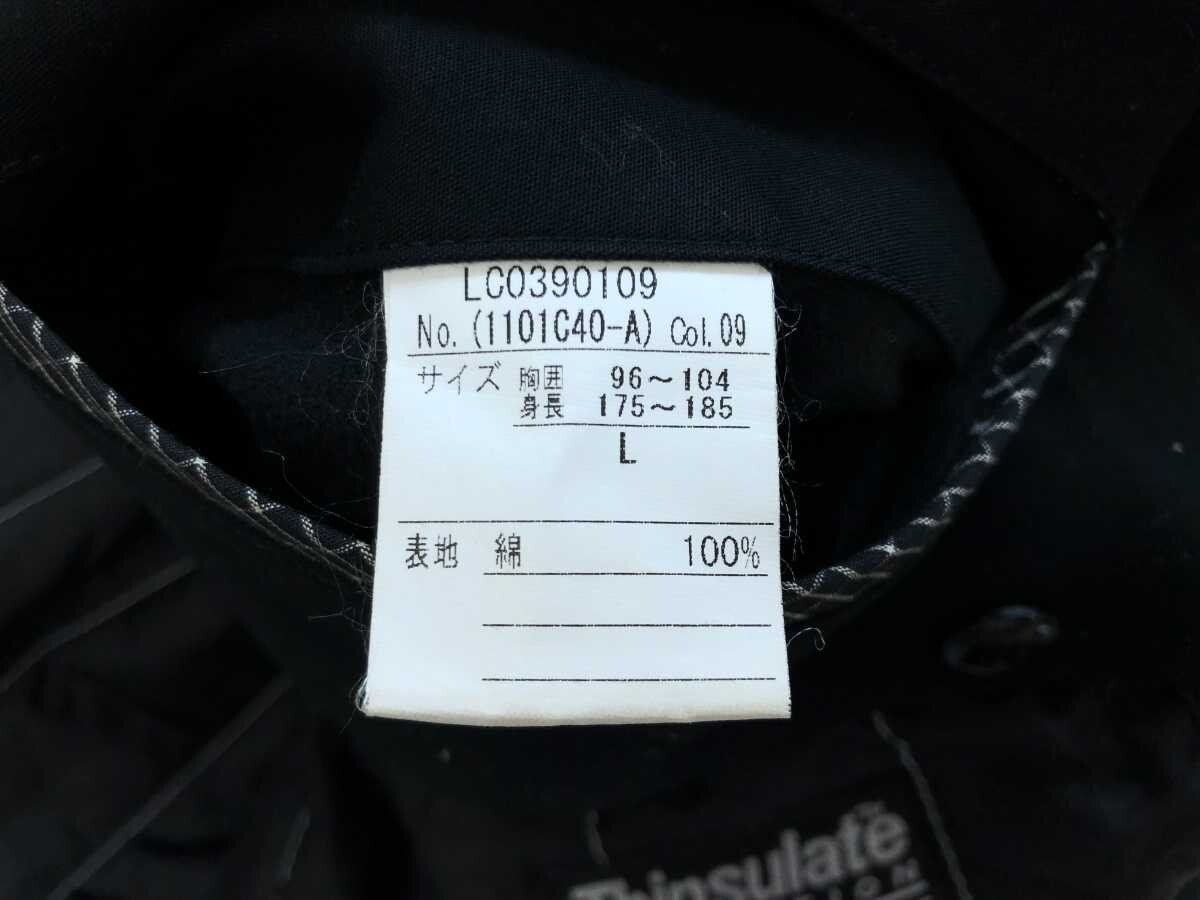 LC0390109
No. (1101C40-A) Col.09
サイズ 胸囲 96～104
身長 175～185
L
表地 綿 100%
Thinsulate™